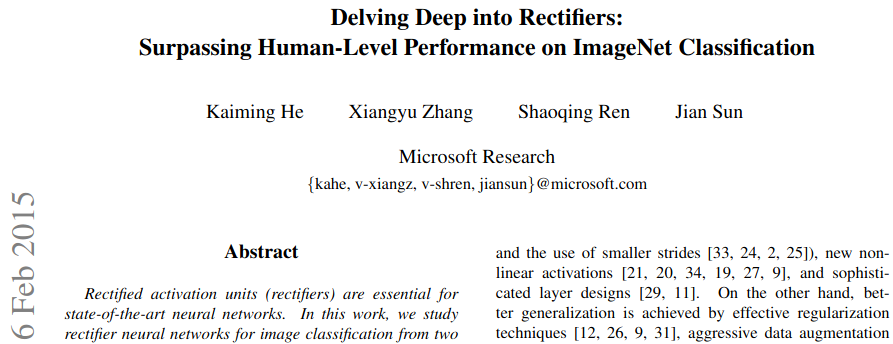 Delving Deep into Rectifiers:
Surpassing Human-Level Performance on ImageNet Classification
Kaiming He Xiangyu Zhang Shaoqing Ren Jian Sun
Microsoft Research
{kahe, v-xiangz, v-shren, jiansun}@microsoft.com
6 Feb 2015
Abstract
Rectified activation units (rectifiers) are essential for
state-of-the-art neural networks. In this work, we study
rectifier neural networks for image classification from two
and the use of smaller strides [33, 24, 2, 25]), new non-
linear activations [21, 20, 34, 19, 27, 9], and sophisti-
cated layer designs [29, 11]. On the other hand, bet-
ter generalization is achieved by effective regularization
techniques [12, 26, 9, 31], aggressive data augmentation